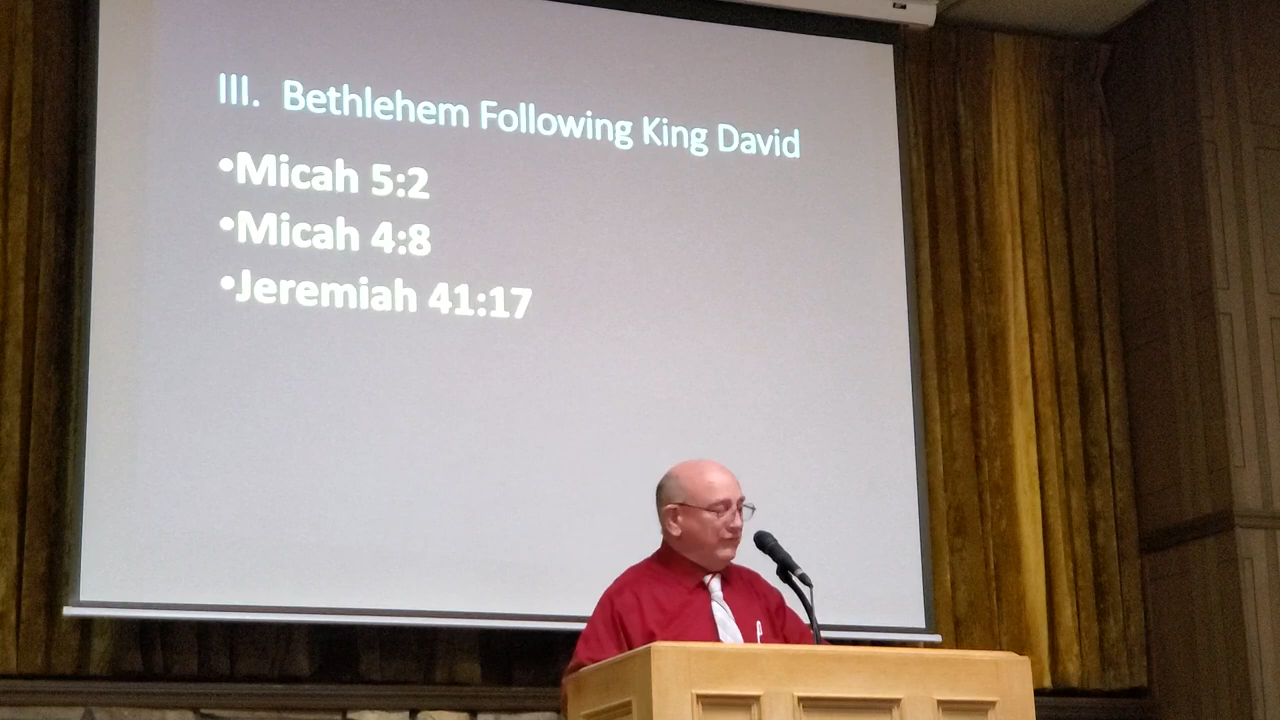 III. Bethlehem Following King David
•Micah 5:2
•Micah 4:8
•Jeremiah 41:17